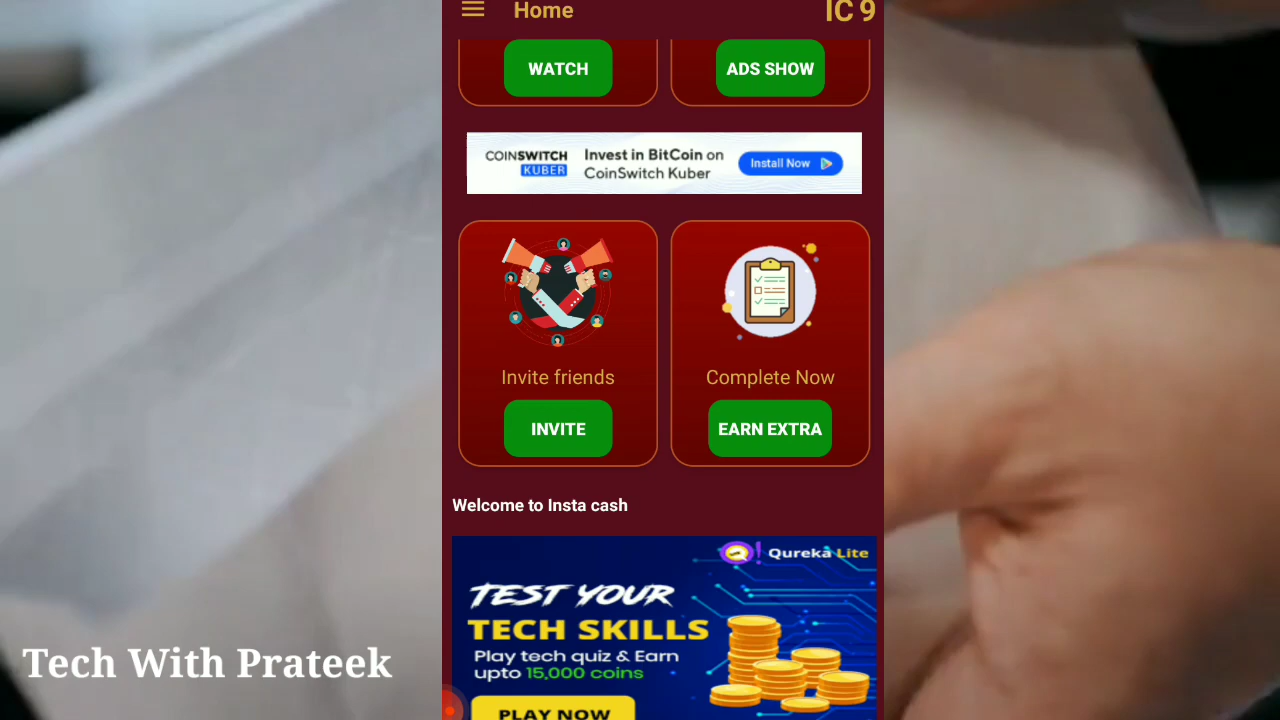 Home
IC 9
WATCH
ADS SHOW
COINSWITCH
KUBER
Invest in BitCoin on
CoinSwitch Kuber
Install Now
Invite friends
Complete Now
INVITE
EARN EXTRA
Welcome to Insta cash
Qureka Lite
TEST YOUR
TECH SKILLS
Play tech quiz & Earn
upto 15,000 coins
PLAY NOW
Tech With Prateek